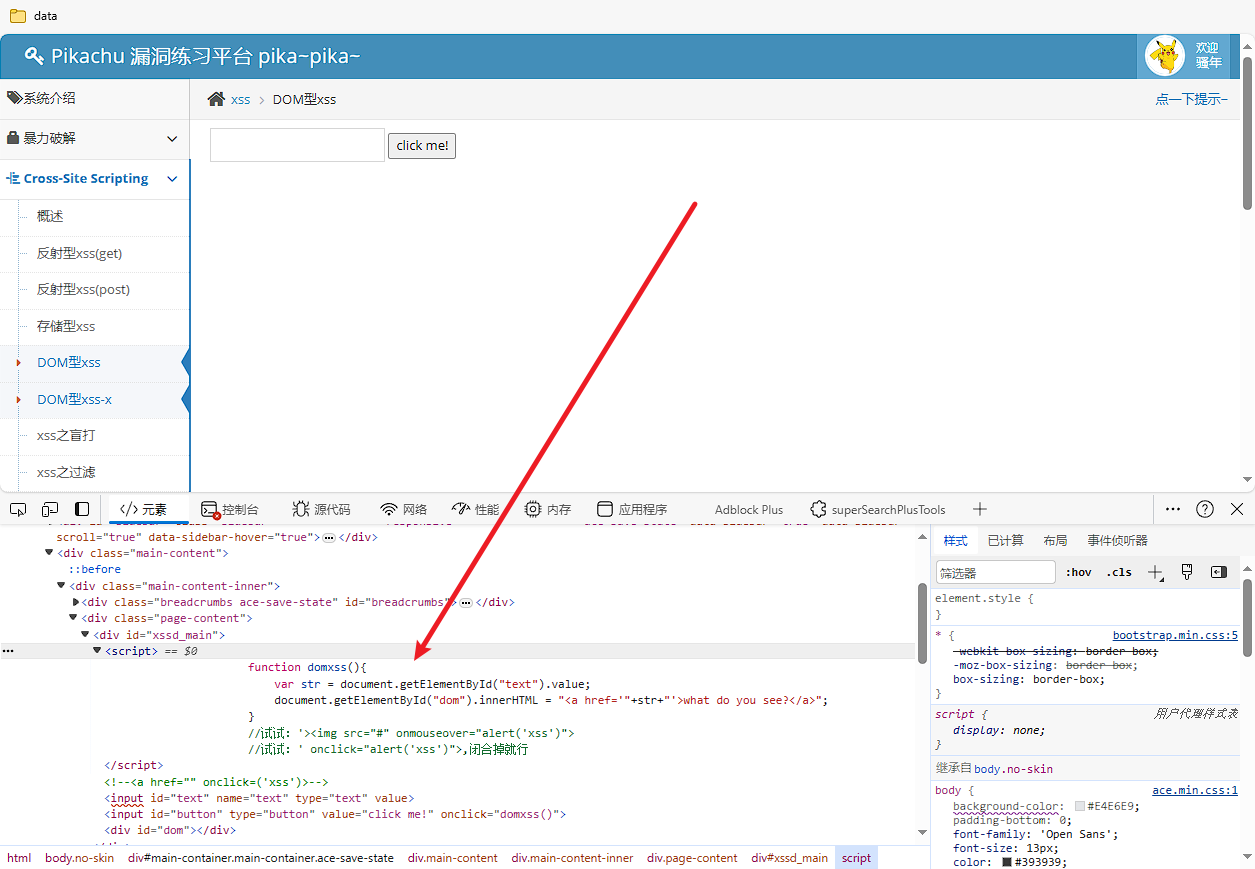 data
Pikachu 漏洞练习平台 pika~pika~
欢迎
骚年
系统介绍
xss > DOM型xss
点一下提示~
暴力破解
click me!
Cross-Site Scripting
概述
反射型xss(get)
反射型xss(post)
存储型xss
DOM型xss
DOM型xss-x
xss之盲打
xss之过滤
元素 控制台 源代码 网络 性能 内存 应用程序 Adblock Plus superSearchPlusTools
scroll="true" data-sidebar-hover="true">…</div>
<div class="main-content">
::before
<div class="main-content-inner">
<div class="breadcrumbs ace-save-state" id="breadcrumbs">…</div>
<div class="page-content">
<div id="xssd_main">
<script> == $0
function domxss(){
var str = document.getElementById("text").value;
document.getElementById("dom").innerHTML = "<a href='"+str+"'>what do you see?</a>";
}
//试试：'><img src="#" onmouseover="alert('xss')">
//试试：' onclick="alert('xss')">,闭合掉就行
</script>
<!--<a href="" onclick=('xss')>-->
<input id="text" name="text" type="text" value>
<input id="button" type="button" value="click me!" onclick="domxss()">
<div id="dom"></div>
html body.no-skin div#main-container.main-container.ace-save-state div.main-content div.main-content-inner div.page-content div#xssd_main script
样式 已计算 布局 事件侦听器
筛选器 :hov .cls
element.style {
}
* { bootstrap.min.css:5
-webkit-box-sizing: border-box;
-moz-box-sizing: border-box;
box-sizing: border-box;
}
script { 用户代理样式表
display: none;
}
继承自 body.no-skin
body { ace.min.css:1
background-color: #E4E6E9;
padding-bottom: 0;
font-family: 'Open Sans';
font-size: 13px;
color: #393939;